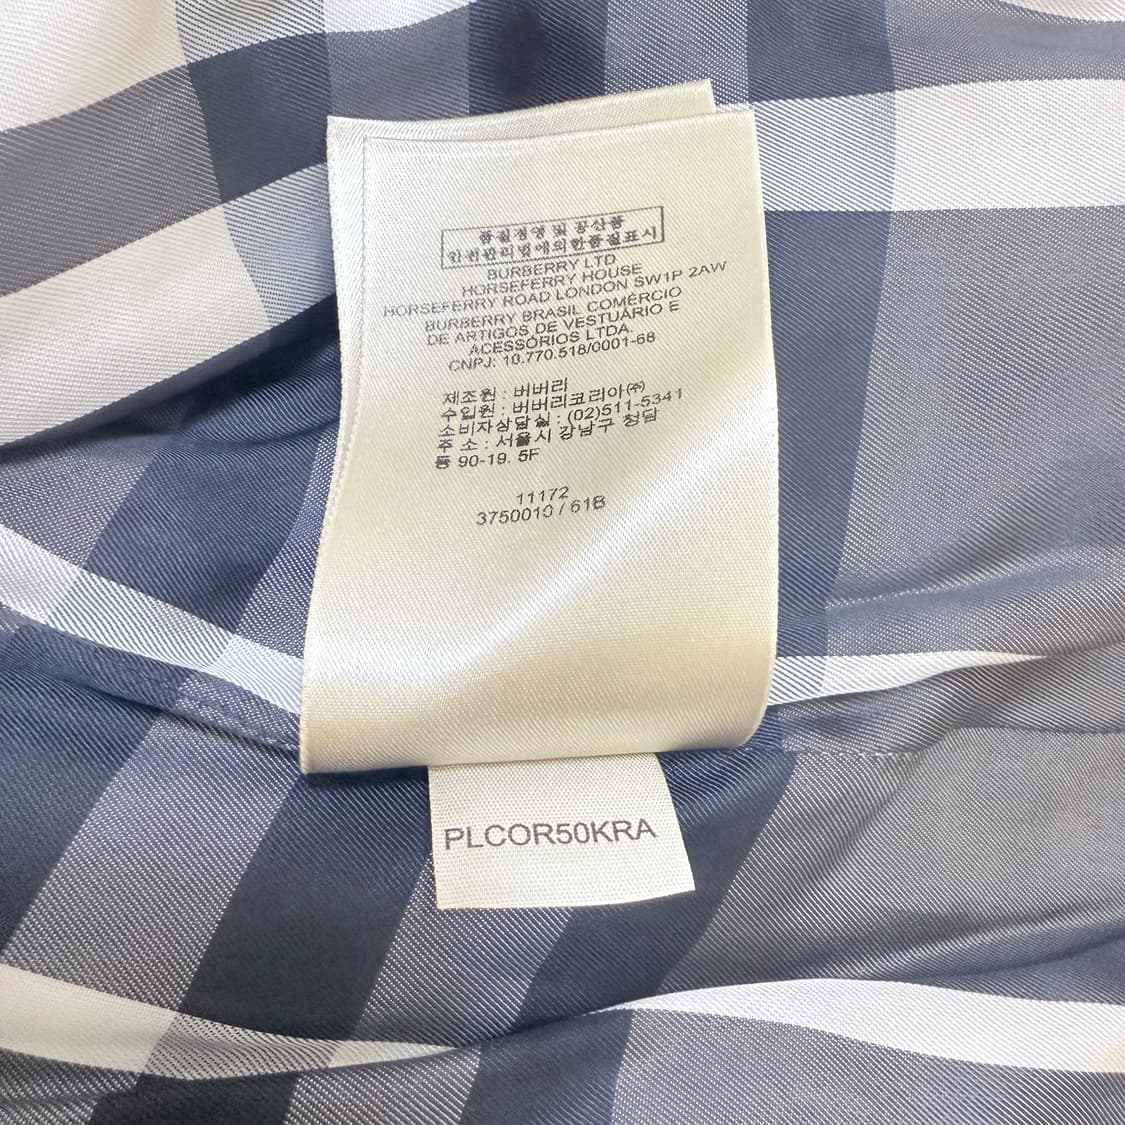 품질경영 및 공산품
안전관리법에의한품질표시
BURBERRY LTD
HORSEFERRY HOUSE
HORSEFERRY ROAD LONDON SW1P 2AW
BURBERRY BRASIL COMÉRCIO
DE ARTIGOS DE VESTUÁRIO E
ACESSÓRIOS LTDA.
CNPJ: 10.770.518/0001-68
제조원 : 버버리
수입원 : 버버리코리아㈜
소비자상담실 : (02)511-5341
주 소 : 서울시 강남구 청담
동 90-19. 5F
11172
3750010 / 61B
PLCOR50KRA